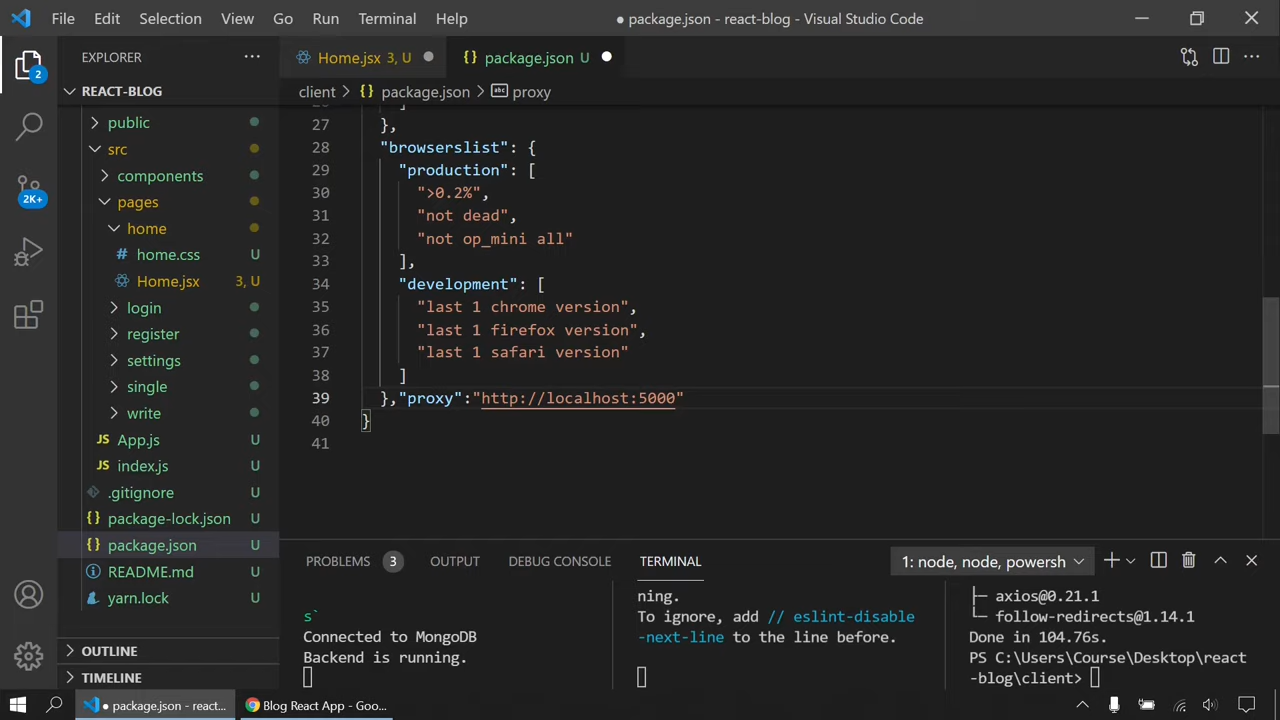 File Edit Selection View Go Run Terminal Help
● package.json - react-blog - Visual Studio Code
EXPLORER
Home.jsx 3, U
package.json U
2
REACT-BLOG
client > package.json > proxy
public
src
components
pages
home
home.css U
Home.jsx 3, U
login
register
settings
single
write
App.js U
index.js U
.gitignore U
package-lock.json U
package.json U
README.md U
yarn.lock U
OUTLINE
TIMELINE
2K+
27 },
28 "browserslist": {
29 "production": [
30 ">0.2%",
31 "not dead",
32 "not op_mini all"
33 ],
34 "development": [
35 "last 1 chrome version",
36 "last 1 firefox version",
37 "last 1 safari version"
38 ]
39 },"proxy":"http://localhost:5000"
40 }
41
PROBLEMS 3 OUTPUT DEBUG CONSOLE TERMINAL
1: node, node, powersh
s`
Connected to MongoDB
Backend is running.
ning.
To ignore, add // eslint-disable
-next-line to the line before.
├─ axios@0.21.1
└─ follow-redirects@1.14.1
Done in 104.76s.
PS C:\Users\Course\Desktop\react
-blog\client>
● package.json - react...
Blog React App - Goo...